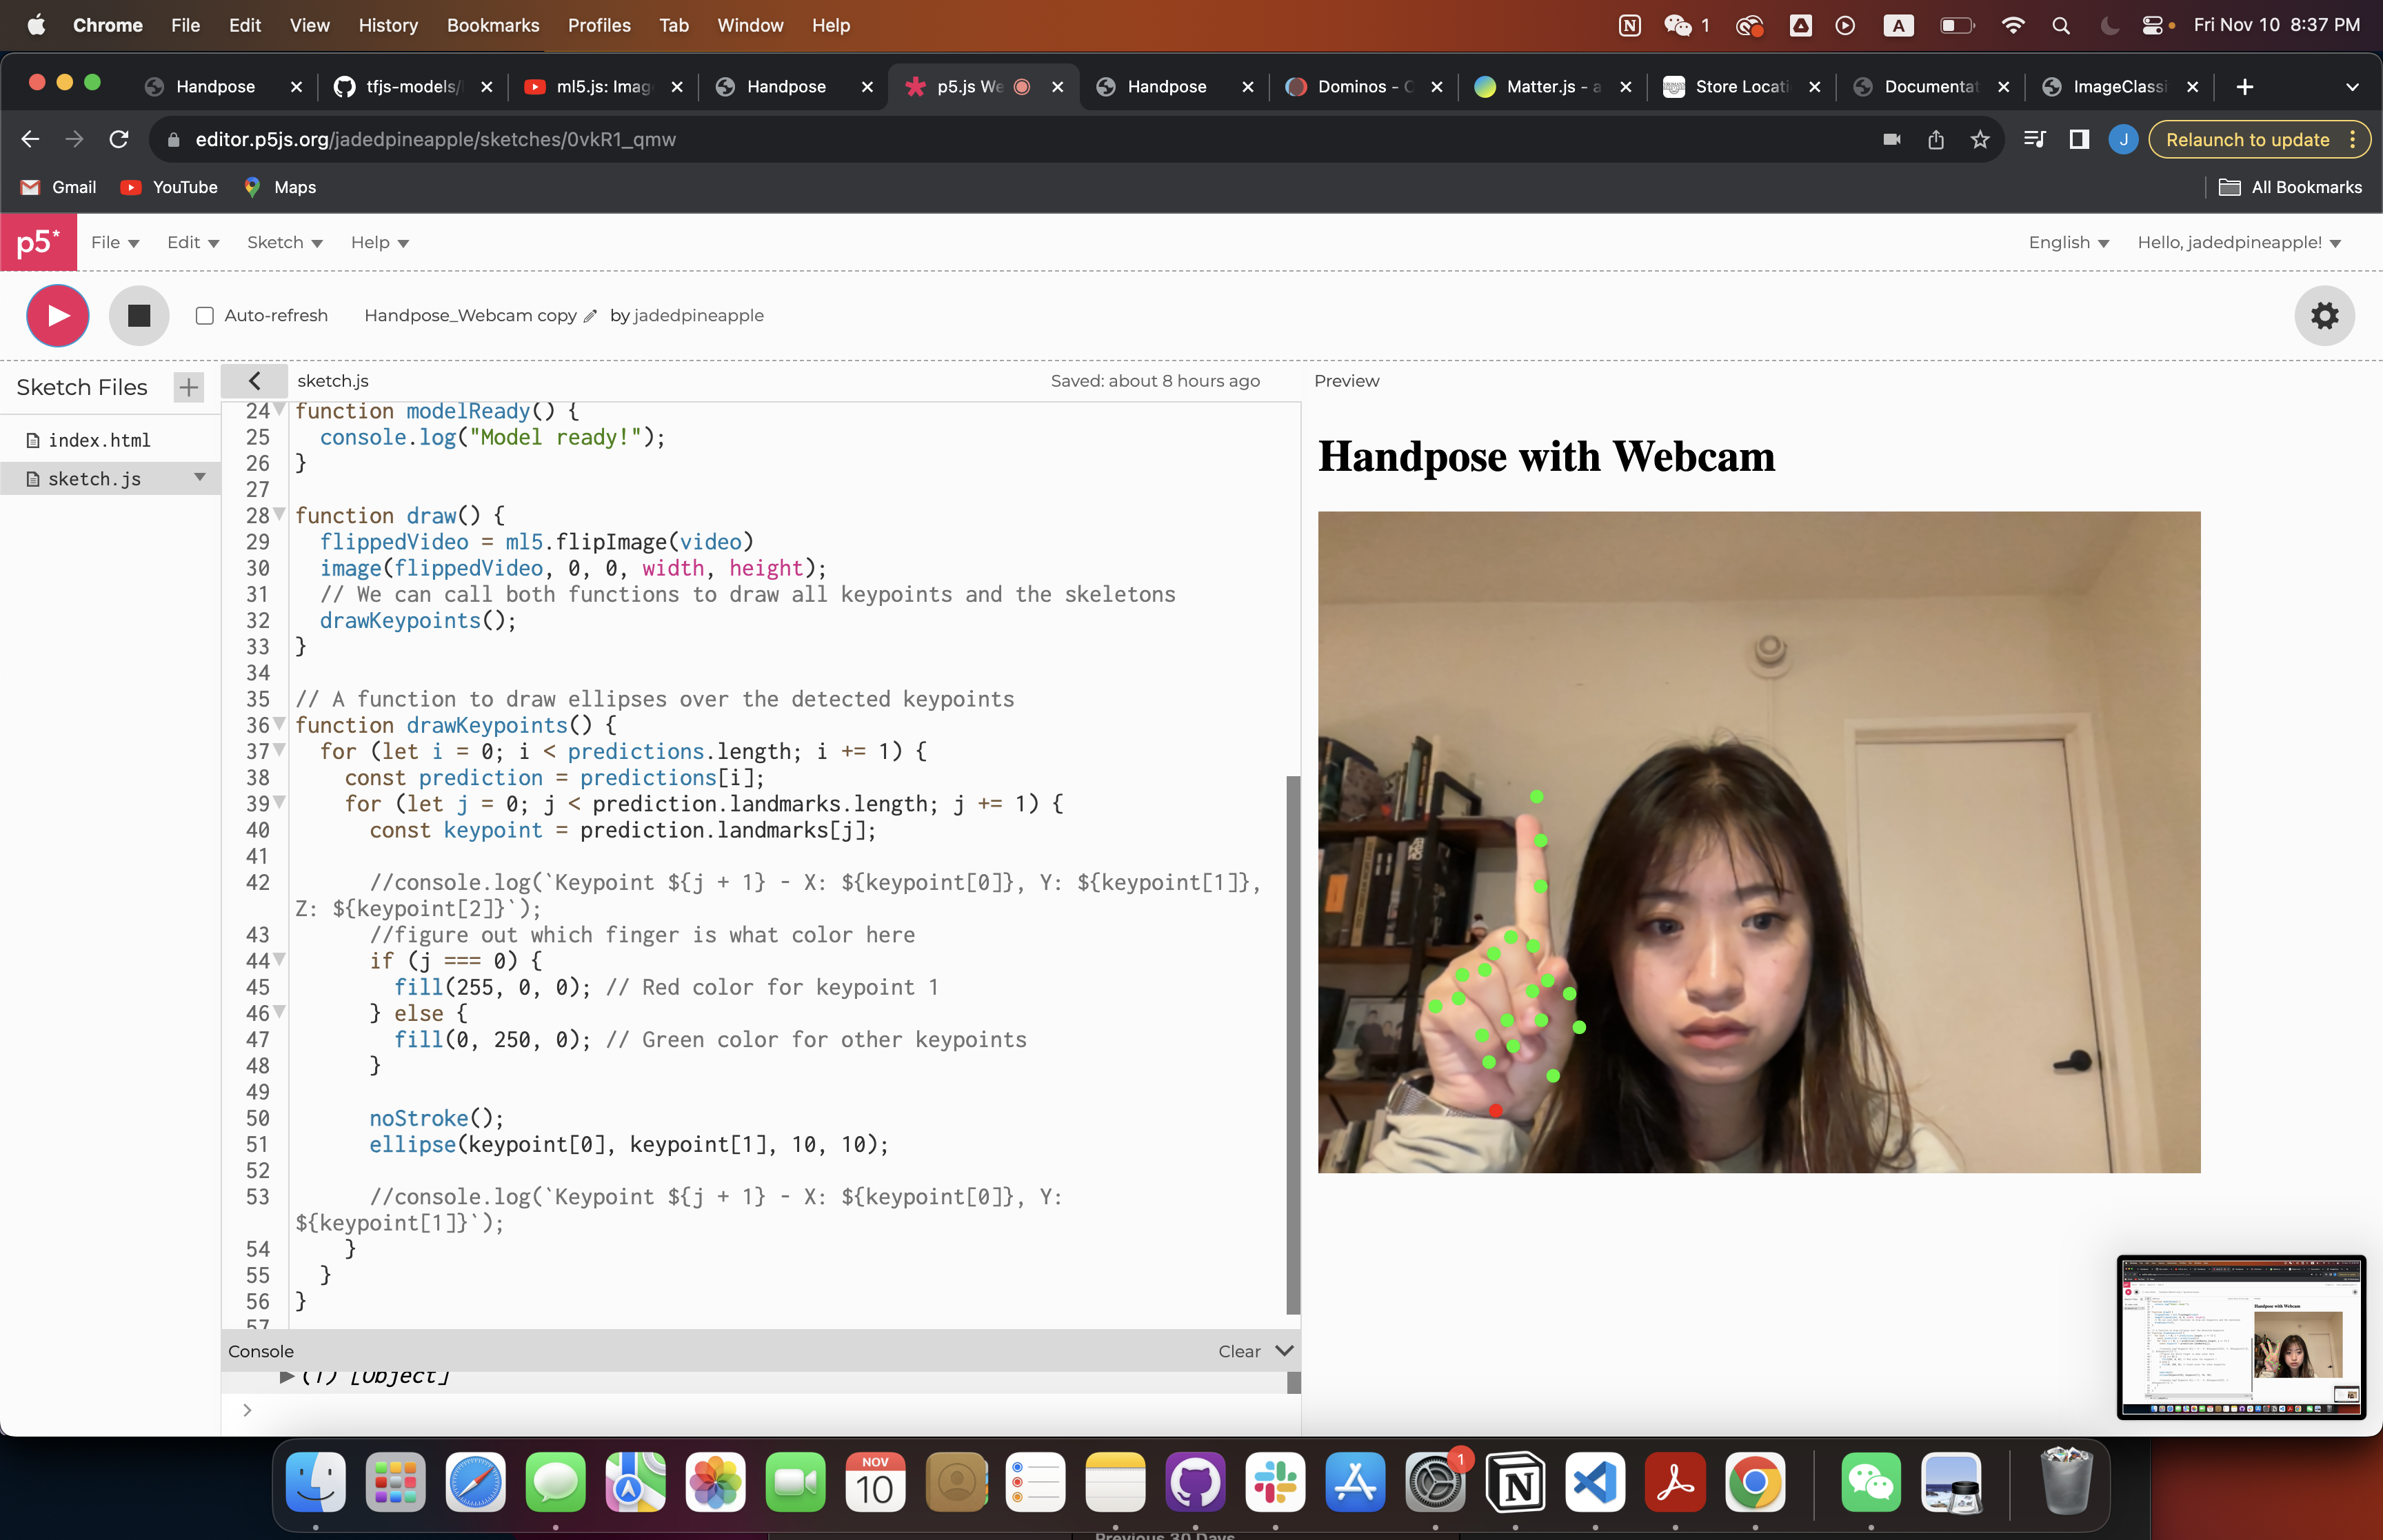 Chrome File Edit View History Bookmarks Profiles Tab Window Help 1 A Fri Nov 10 8:37 PM
Handpose tfjs-models/ ml5.js: Imag Handpose p5.js We Handpose Dominos - C Matter.js - a Store Locati Documentat ImageClassi
editor.p5js.org/jadedpineapple/sketches/0vkR1_qmw J Relaunch to update
Gmail YouTube Maps All Bookmarks
p5* File Edit Sketch Help English Hello, jadedpineapple!
Auto-refresh Handpose_Webcam copy by jadedpineapple
Sketch Files
index.html
sketch.js
sketch.js Saved: about 8 hours ago
24 function modelReady() {
25 console.log("Model ready!");
26 }
27
28 function draw() {
29 flippedVideo = ml5.flipImage(video)
30 image(flippedVideo, 0, 0, width, height);
31 // We can call both functions to draw all keypoints and the skeletons
32 drawKeypoints();
33 }
34
35 // A function to draw ellipses over the detected keypoints
36 function drawKeypoints() {
37 for (let i = 0; i < predictions.length; i += 1) {
38 const prediction = predictions[i];
39 for (let j = 0; j < prediction.landmarks.length; j += 1) {
40 const keypoint = prediction.landmarks[j];
41
42 //console.log(`Keypoint ${j + 1} - X: ${keypoint[0]}, Y: ${keypoint[1]},
Z: ${keypoint[2]}`);
43 //figure out which finger is what color here
44 if (j === 0) {
45 fill(255, 0, 0); // Red color for keypoint 1
46 } else {
47 fill(0, 250, 0); // Green color for other keypoints
48 }
49
50 noStroke();
51 ellipse(keypoint[0], keypoint[1], 10, 10);
52
53 //console.log(`Keypoint ${j + 1} - X: ${keypoint[0]}, Y:
${keypoint[1]}`);
54 }
55 }
56 }
57
Console Clear
(1) [Object]
>
Preview
Handpose with Webcam
Handpose with Webcam
NOV
10
1
Previous 30 Days